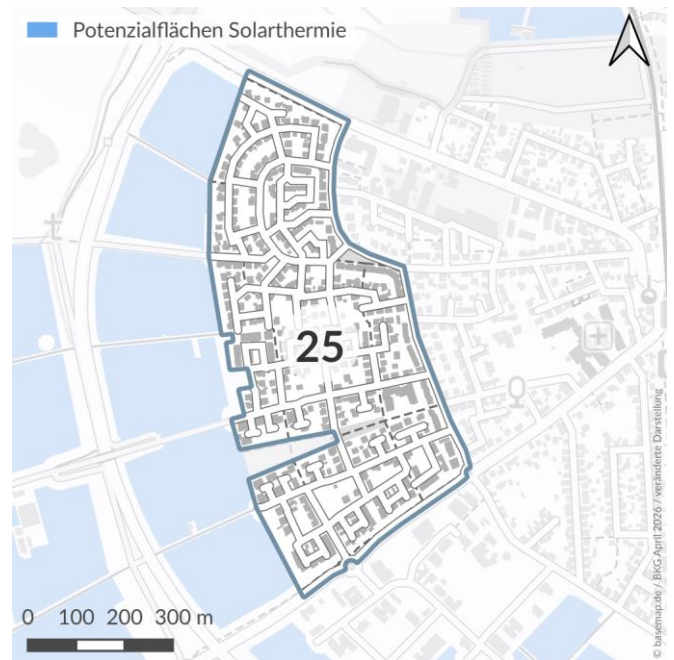 Potenzialflächen Solarthermie
25
0 100 200 300 m
© basemap.de / BKG April 2026 / veränderte Darstellung